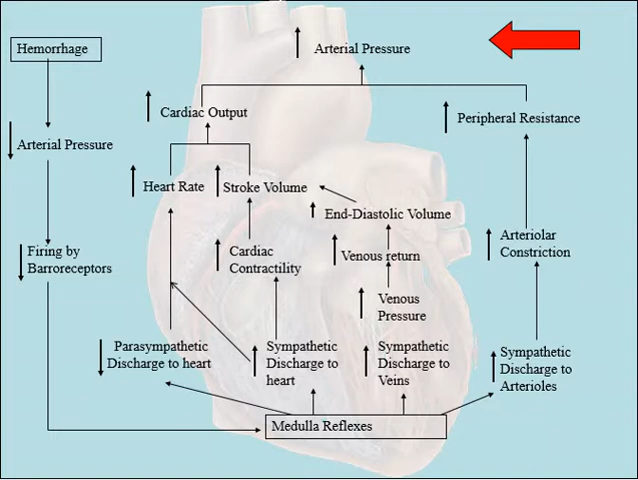 Hemorrhage
Arterial Pressure
Cardiac Output
Peripheral Resistance
Arterial Pressure
Heart Rate
Stroke Volume
End-Diastolic Volume
Firing by
Barroreceptors
Cardiac
Contractility
Venous return
Arteriolar
Constriction
Venous
Pressure
Parasympathetic
Discharge to heart
Sympathetic
Discharge to
heart
Sympathetic
Discharge to
Veins
Sympathetic
Discharge to
Arterioles
Medulla Reflexes